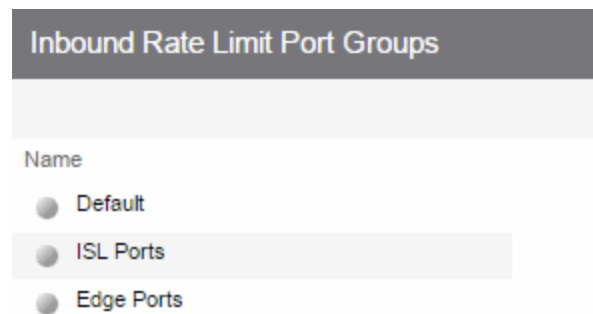 Inbound Rate Limit Port Groups
Name
Default
ISL Ports
Edge Ports